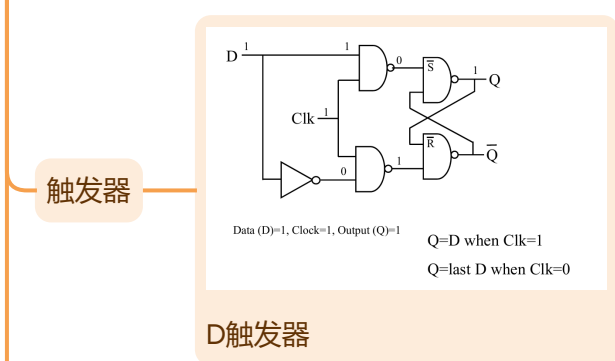 触发器
D
1
1
0
S̅
1
Q
Clk
1
R̅
Q̅
0
1
Data (D)=1, Clock=1, Output (Q)=1
Q=D when Clk=1
Q=last D when Clk=0
D触发器